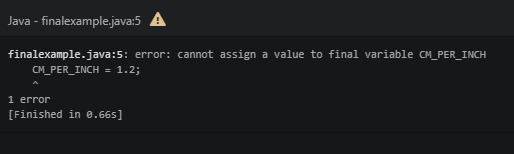 Java - finalexample.java:5
finalexample.java:5: error: cannot assign a value to final variable CM_PER_INCH
    CM_PER_INCH = 1.2;
    ^
1 error
[Finished in 0.66s]